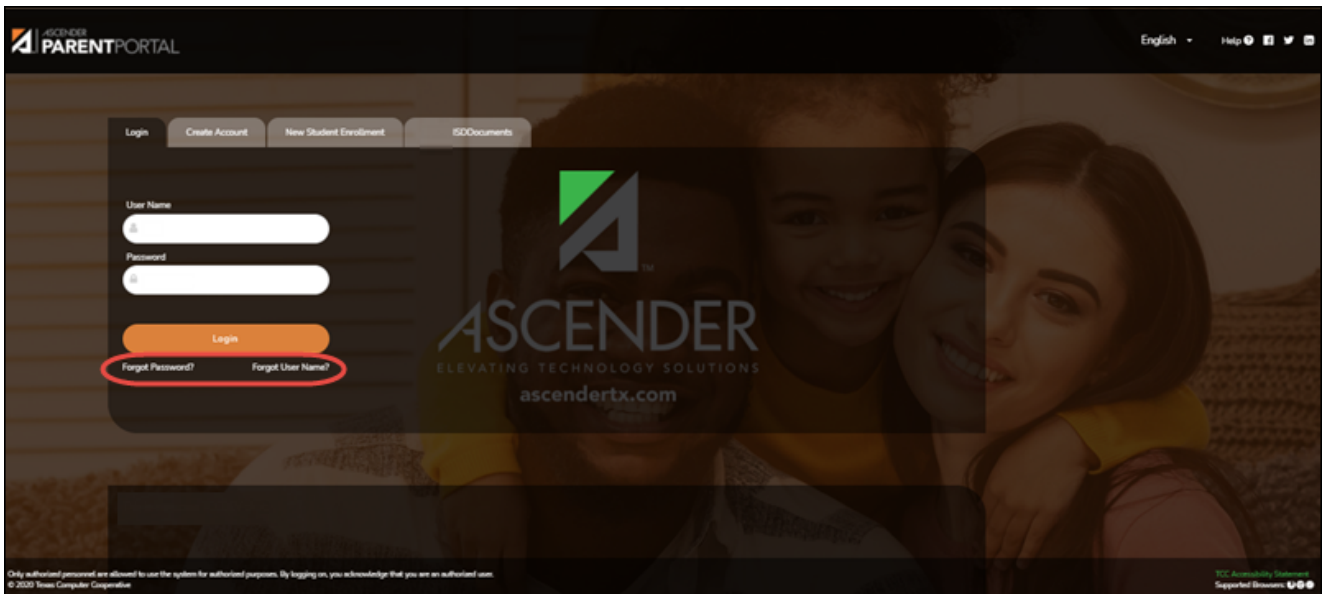 ASCENDER
PARENTPORTAL
English
Help
Login
Create Account
New Student Enrollment
ISDDocuments
User Name
Password
Login
Forgot Password?
Forgot User Name?
TM
ASCENDER
ELEVATING TECHNOLOGY SOLUTIONS
ascendertx.com
Only authorized personnel are allowed to use the system for authorized purposes. By logging on, you acknowledge that you are an authorized user.
© 2020 Texas Computer Cooperative
TCC Accessibility Statement
Supported Browsers: